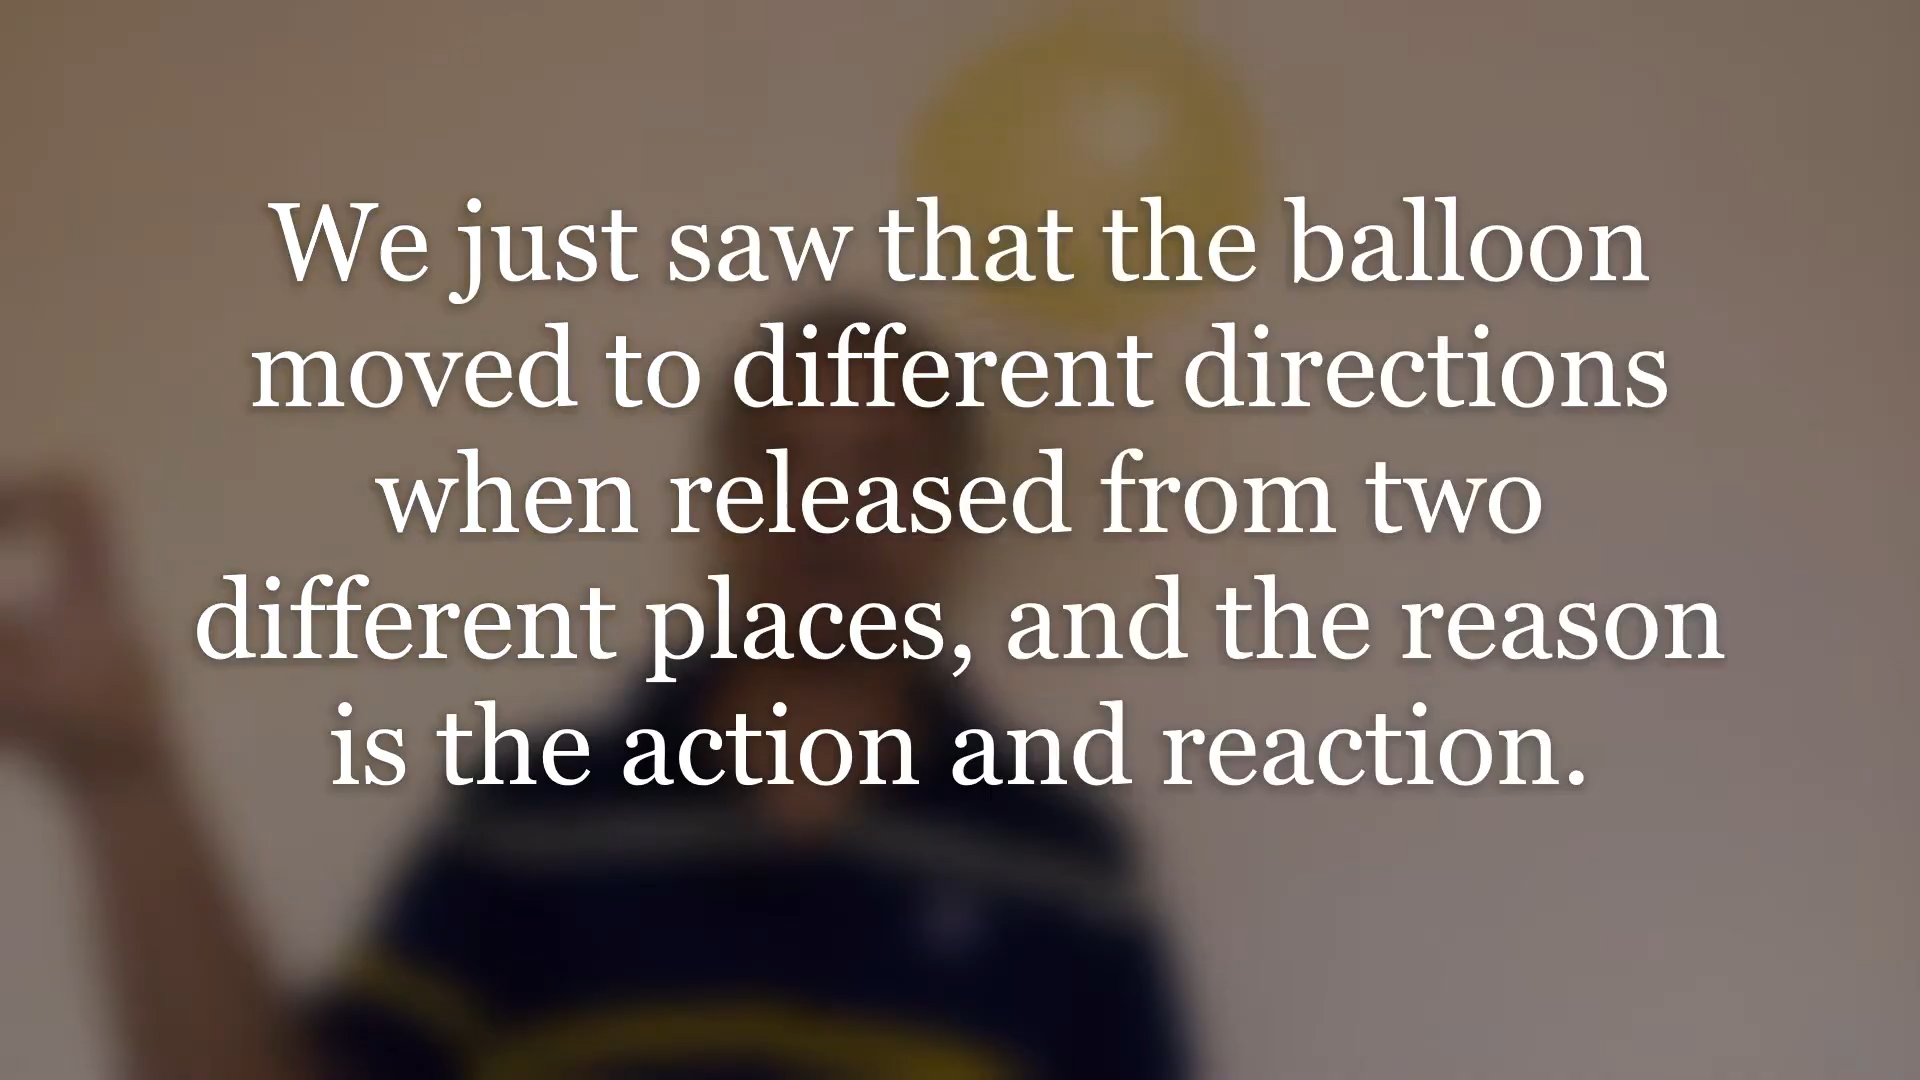 We just saw that the balloon
moved to different directions
when released from two
different places, and the reason
is the action and reaction.